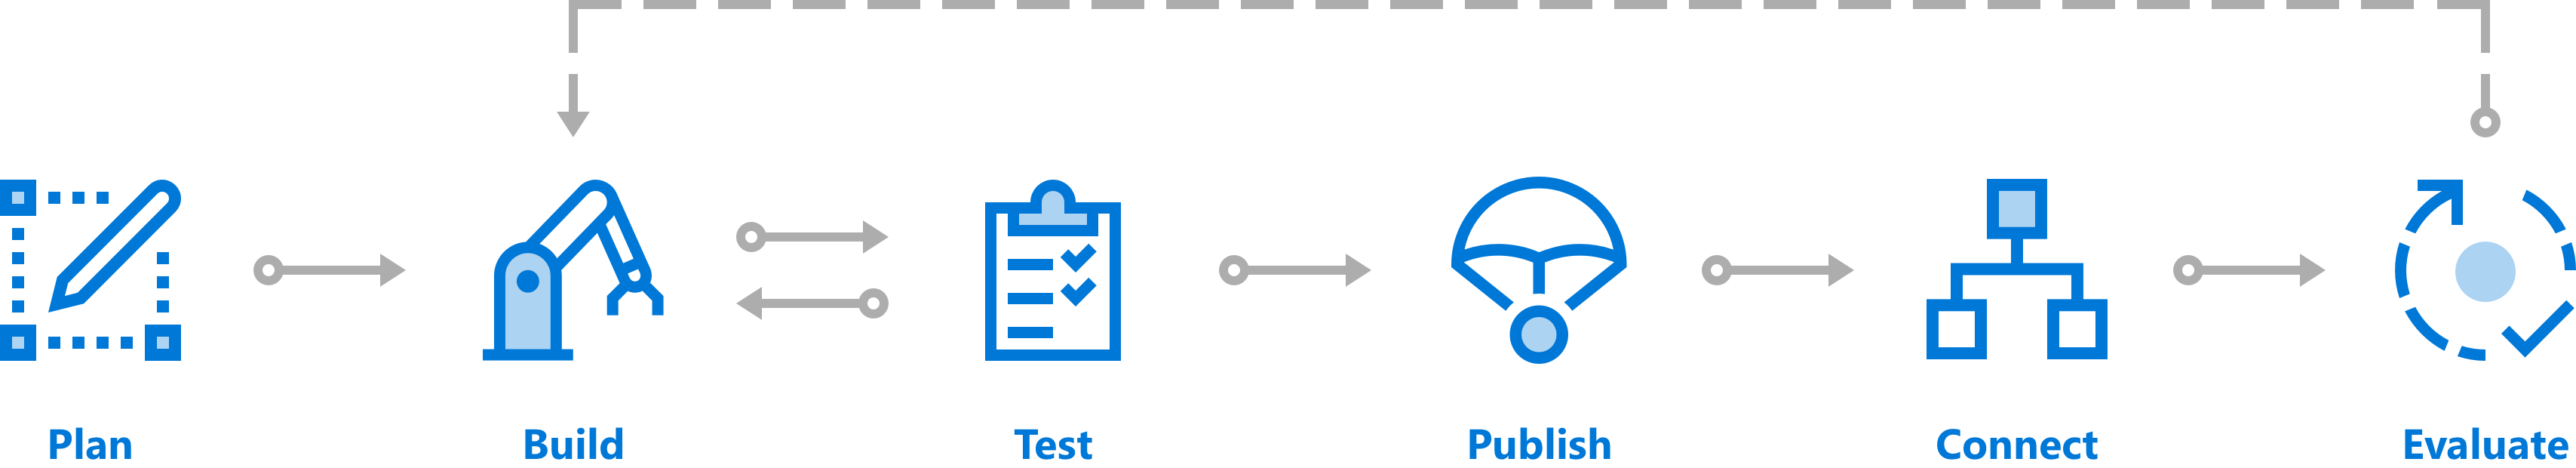 Plan
Build
Test
Publish
Connect
Evaluate